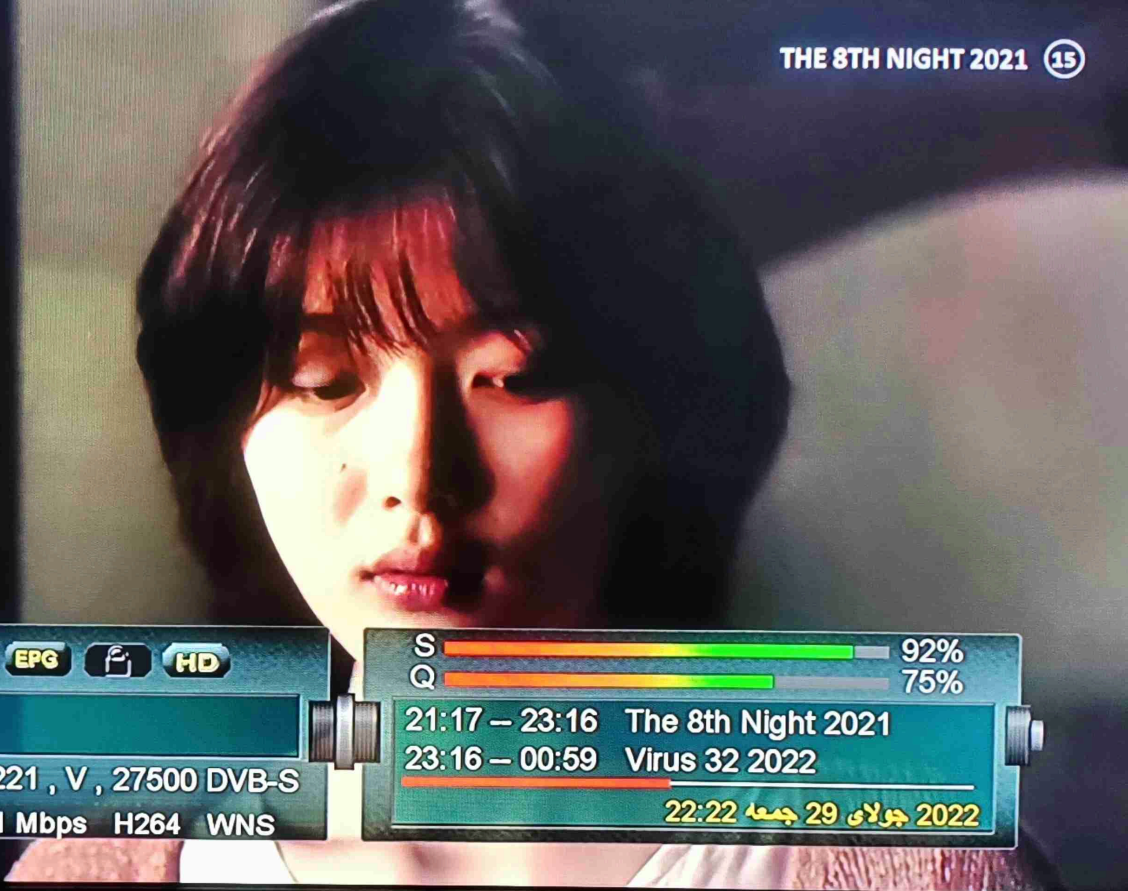 THE 8TH NIGHT 2021 15
EPG HD
S 92%
Q 75%
21:17 – 23:16 The 8th Night 2021
23:16 – 00:59 Virus 32 2022
221 , V , 27500 DVB-S
Mbps H264 WNS
22:22 جمعه 29 جولای 2022